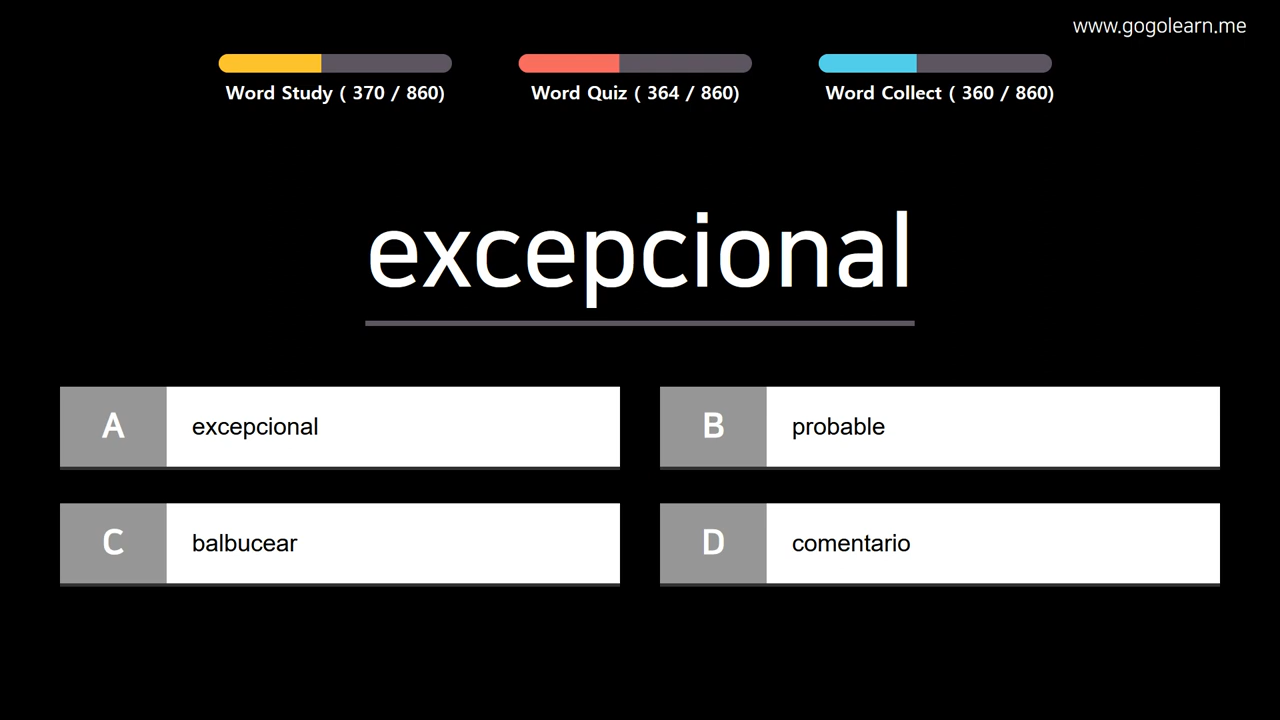 www.gogolearn.me
Word Study ( 370 / 860)
Word Quiz ( 364 / 860)
Word Collect ( 360 / 860)
excepcional
A excepcional
B probable
C balbucear
D comentario